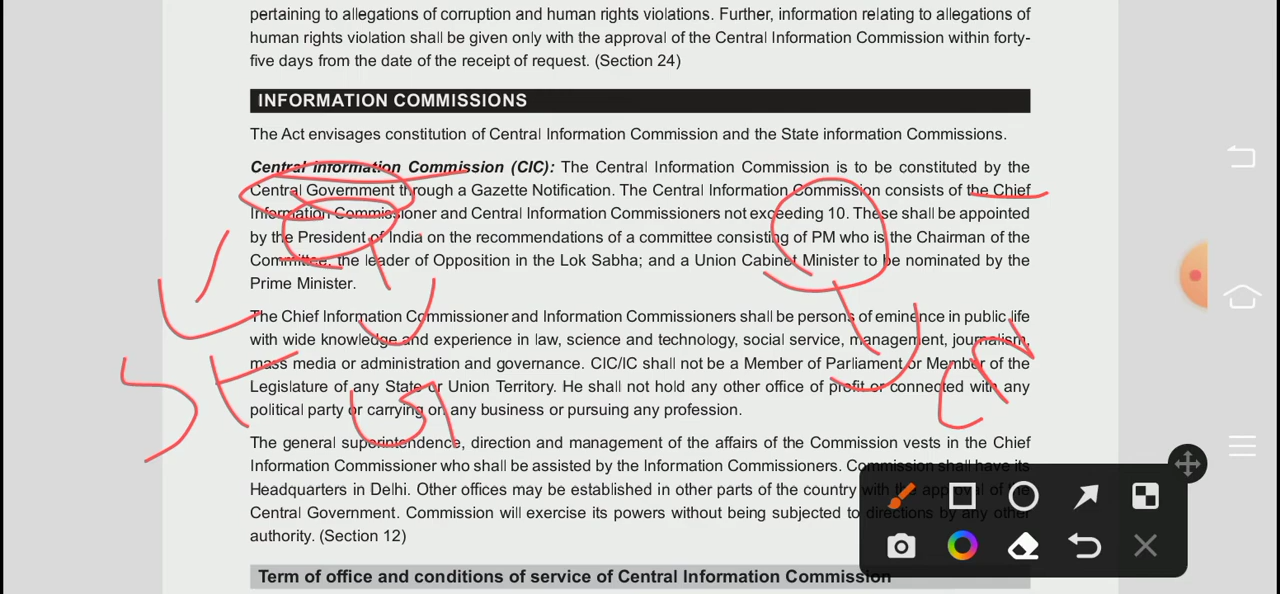 pertaining to allegations of corruption and human rights violations. Further, information relating to allegations of
human rights violation shall be given only with the approval of the Central Information Commission within forty-
five days from the date of the receipt of request. (Section 24)
INFORMATION COMMISSIONS
The Act envisages constitution of Central Information Commission and the State information Commissions.
Central Information Commission (CIC): The Central Information Commission is to be constituted by the
Central Government through a Gazette Notification. The Central Information Commission consists of the Chief
Information Commissioner and Central Information Commissioners not exceeding 10. These shall be appointed
by the President of India on the recommendations of a committee consisting of PM who is the Chairman of the
Committee; the leader of Opposition in the Lok Sabha; and a Union Cabinet Minister to be nominated by the
Prime Minister.
The Chief Information Commissioner and Information Commissioners shall be persons of eminence in public life
with wide knowledge and experience in law, science and technology, social service, management, journalism,
mass media or administration and governance. CIC/IC shall not be a Member of Parliament or Member of the
Legislature of any State or Union Territory. He shall not hold any other office of profit or connected with any
political party or carrying on any business or pursuing any profession.
The general superintendence, direction and management of the affairs of the Commission vests in the Chief
Information Commissioner who shall be assisted by the Information Commissioners. Commission shall have its
Headquarters in Delhi. Other offices may be established in other parts of the country with the approval of the
Central Government. Commission will exercise its powers without being subjected to directions by any other
authority. (Section 12)
Term of office and conditions of service of Central Information Commission